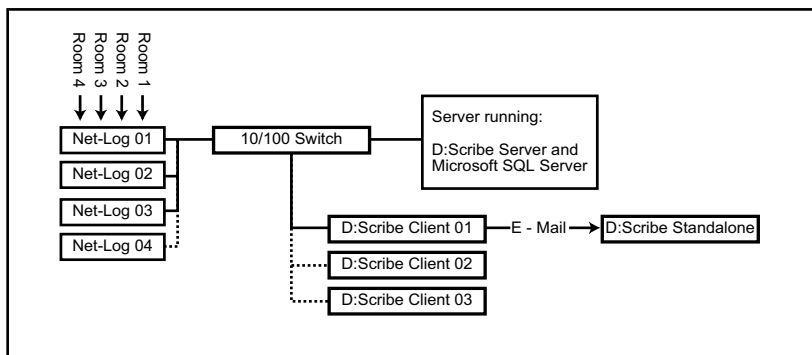 Room 4
Room 3
Room 2
Room 1
Net-Log 01
Net-Log 02
Net-Log 03
Net-Log 04
10/100 Switch
Server running:
D:Scribe Server and
Microsoft SQL Server
D:Scribe Client 01
E - Mail
D:Scribe Standalone
D:Scribe Client 02
D:Scribe Client 03